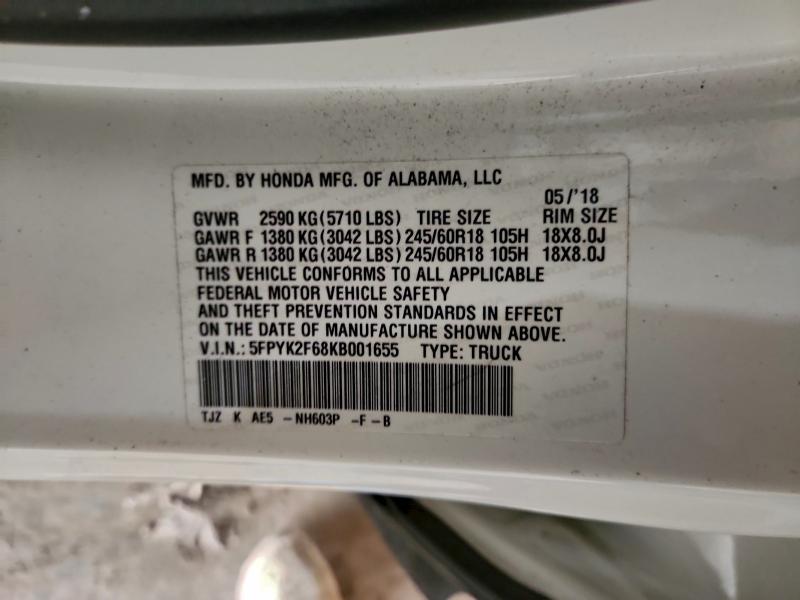 MFD. BY HONDA MFG. OF ALABAMA, LLC
05/'18
GVWR 2590 KG(5710 LBS) TIRE SIZE RIM SIZE
GAWR F 1380 KG(3042 LBS) 245/60R18 105H 18X8.0J
GAWR R 1380 KG(3042 LBS) 245/60R18 105H 18X8.0J
THIS VEHICLE CONFORMS TO ALL APPLICABLE
FEDERAL MOTOR VEHICLE SAFETY
AND THEFT PREVENTION STANDARDS IN EFFECT
ON THE DATE OF MANUFACTURE SHOWN ABOVE.
V.I.N.: 5FPYK2F68KB001655 TYPE: TRUCK
TJZ K AE5 -NH603P -F-B